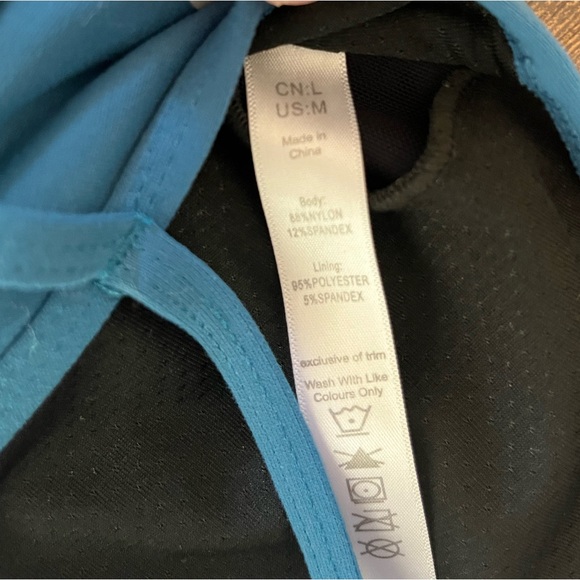 CN:L
US:M
Made in
China
Body:
88%NYLON
12%SPANDEX
Lining:
95%POLYESTER
5%SPANDEX
exclusive of trim
Wash With Like
Colours Only